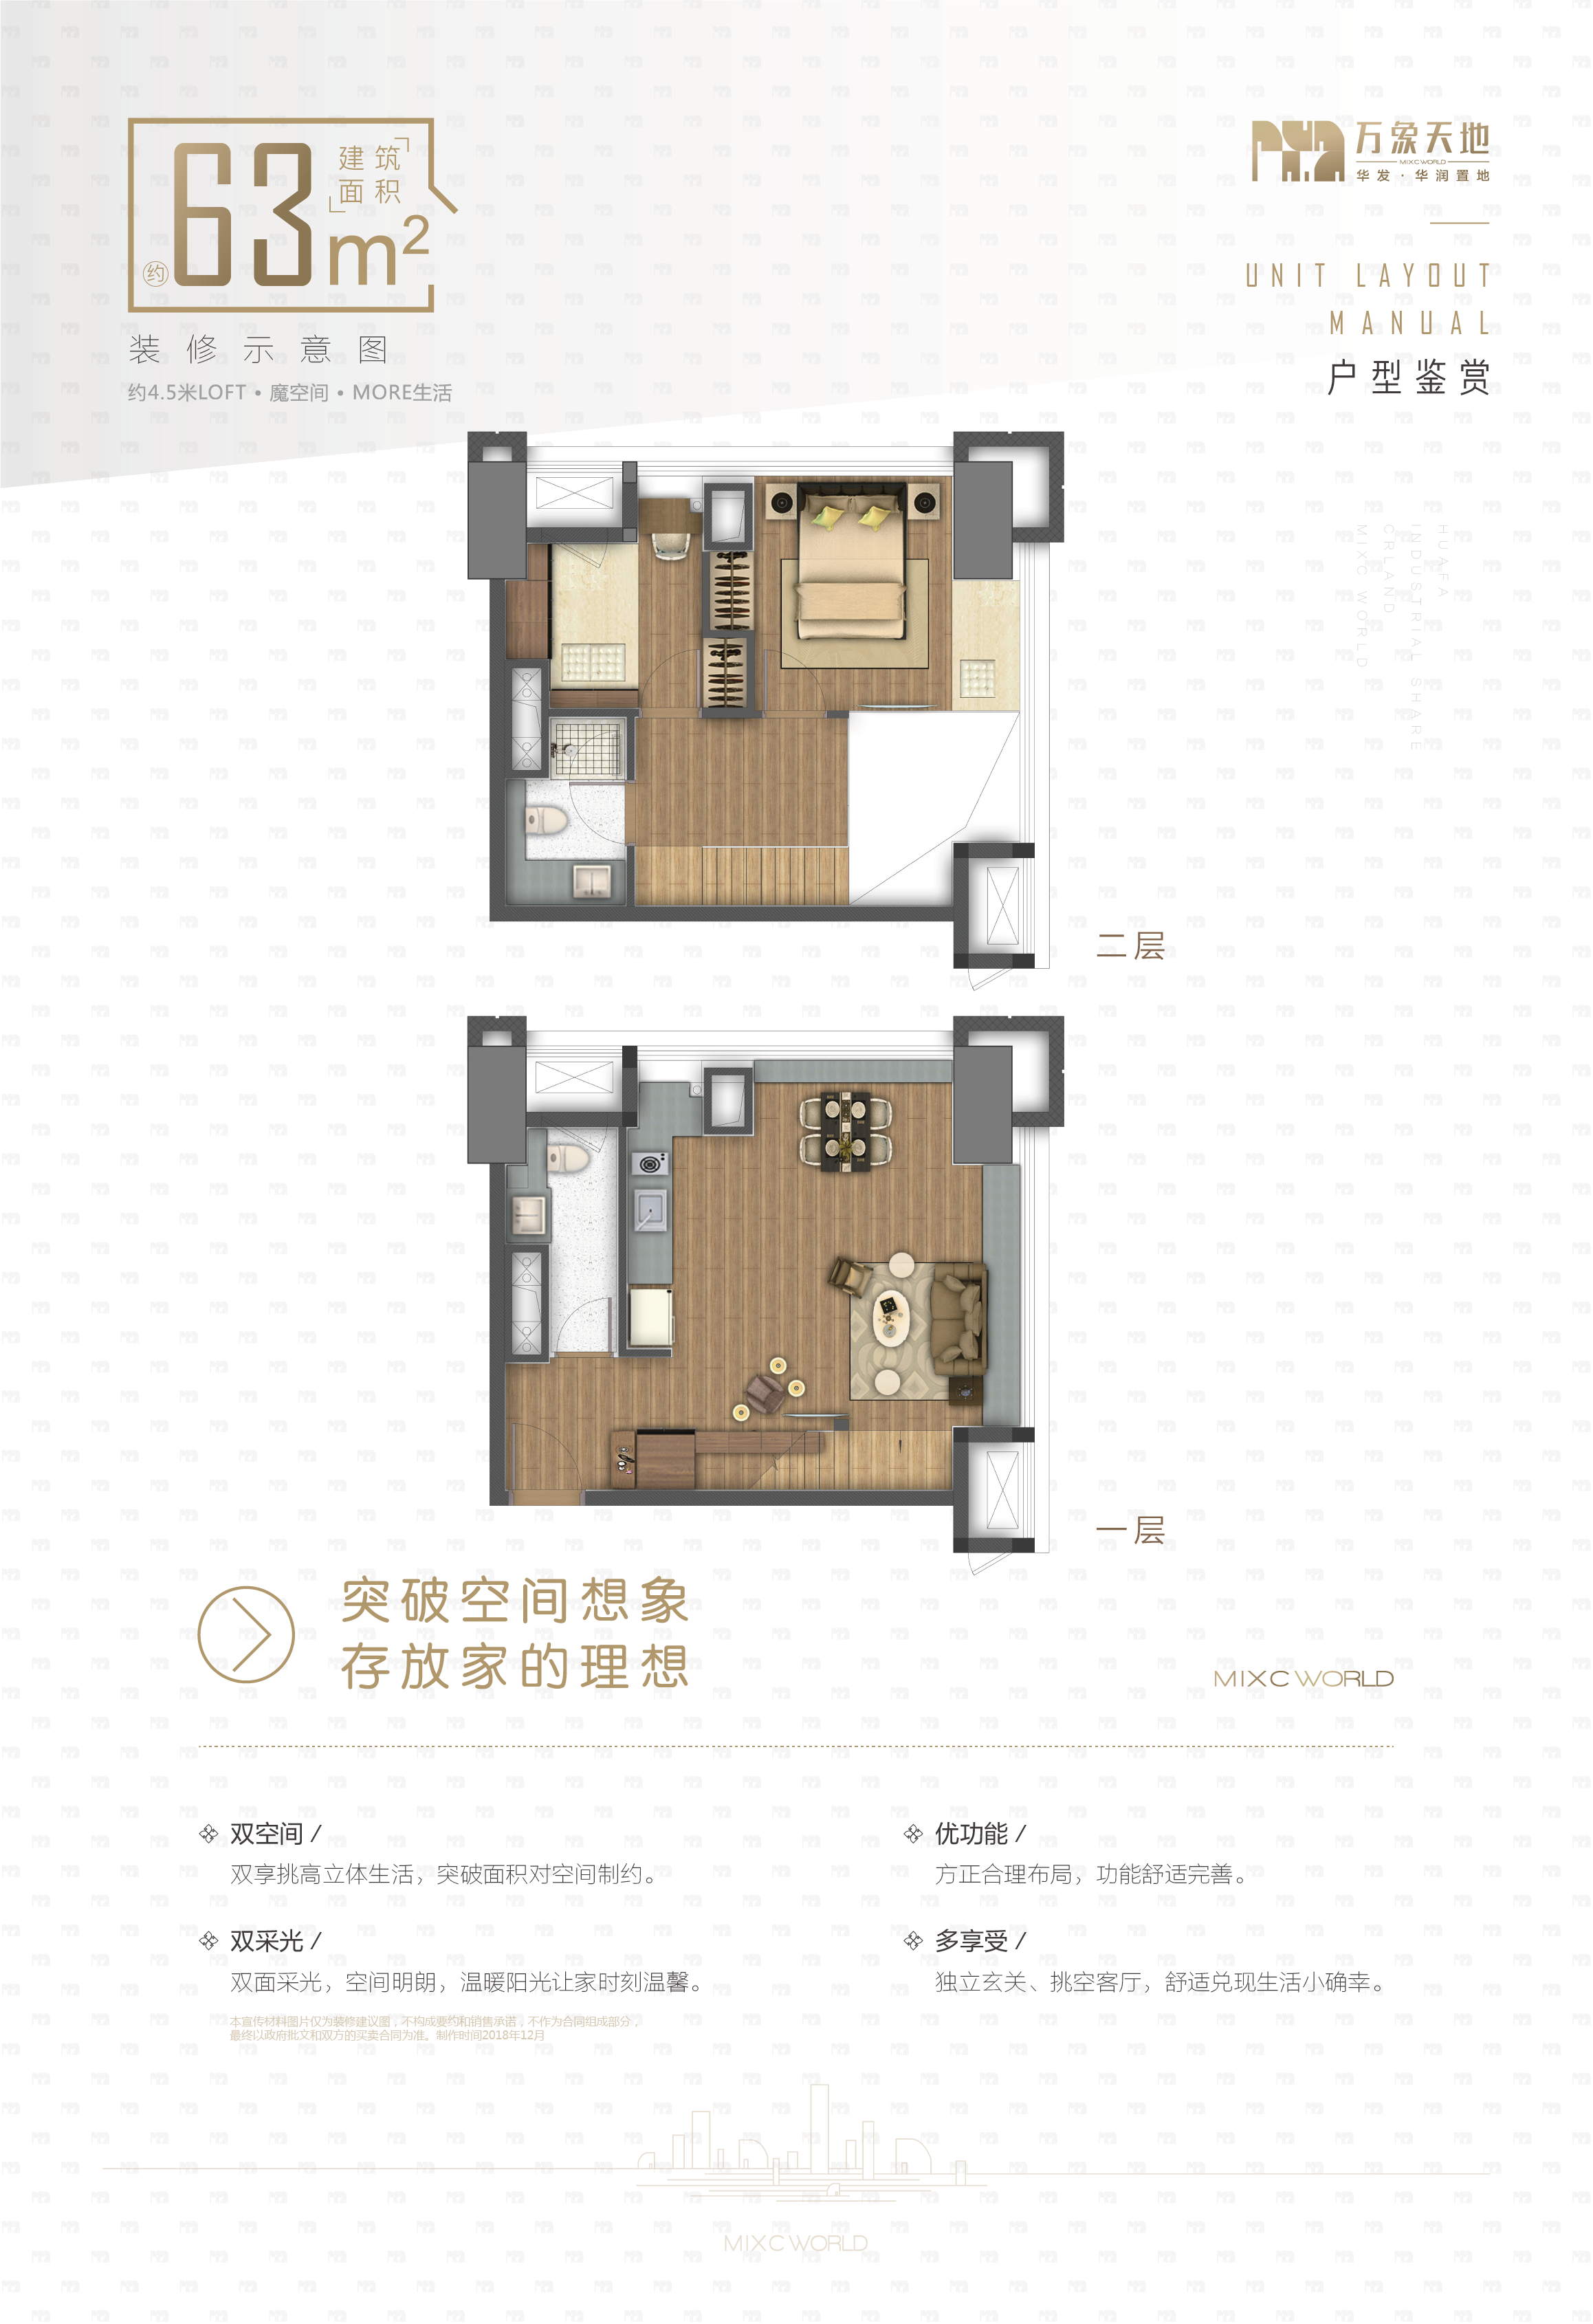 约
63
建筑
面积
m²
装修示意图
约4.5米LOFT • 魔空间 • MORE生活
万象天地
MIXC WORLD
华发·华润置地
UNIT LAYOUT
MANUAL
户型鉴赏
HUAFA
INDUSTRIAL SHARE
CRLAND
MIXC WORLD
二层
一层
突破空间想象
存放家的理想
MIXC WORLD
双空间 /
双享挑高立体生活，突破面积对空间制约。
优功能 /
方正合理布局，功能舒适完善。
双采光 /
双面采光，空间明朗，温暖阳光让家时刻温馨。
多享受 /
独立玄关、挑空客厅，舒适兑现生活小确幸。
本宣传材料图片仅为装修建议图，不构成要约和销售承诺，不作为合同组成部分，
最终以政府批文和双方的买卖合同为准。制作时间2018年12月
MIXC WORLD